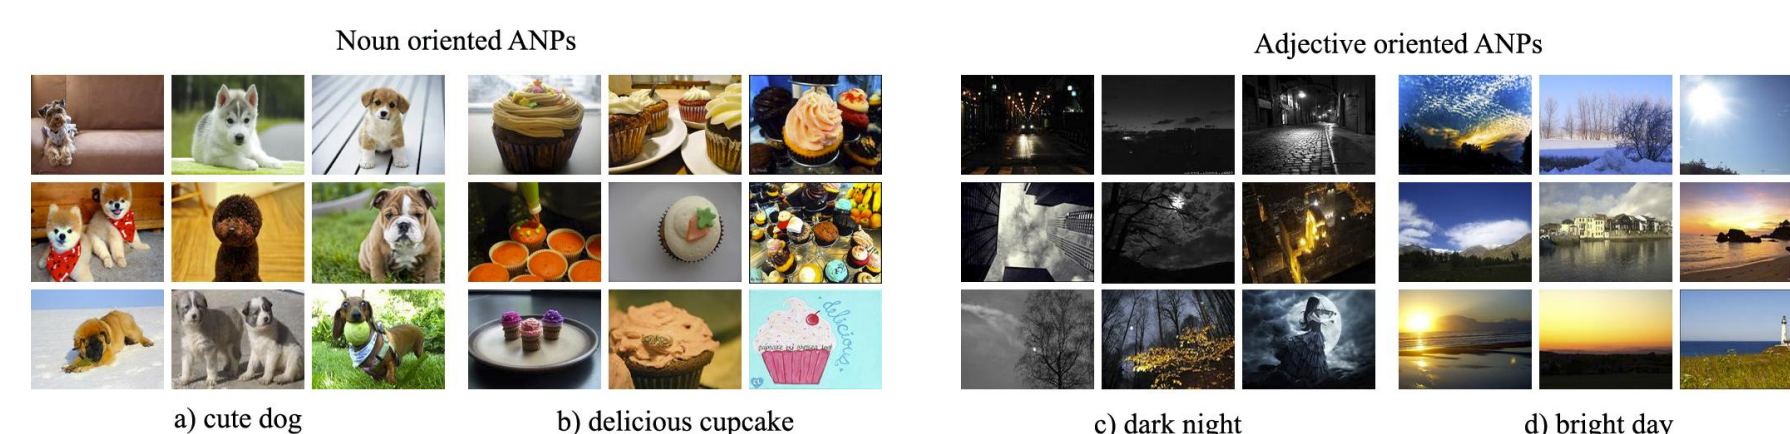 Noun oriented ANPs
Adjective oriented ANPs
delicious
a) cute dog
b) delicious cupcake
c) dark night
d) bright day